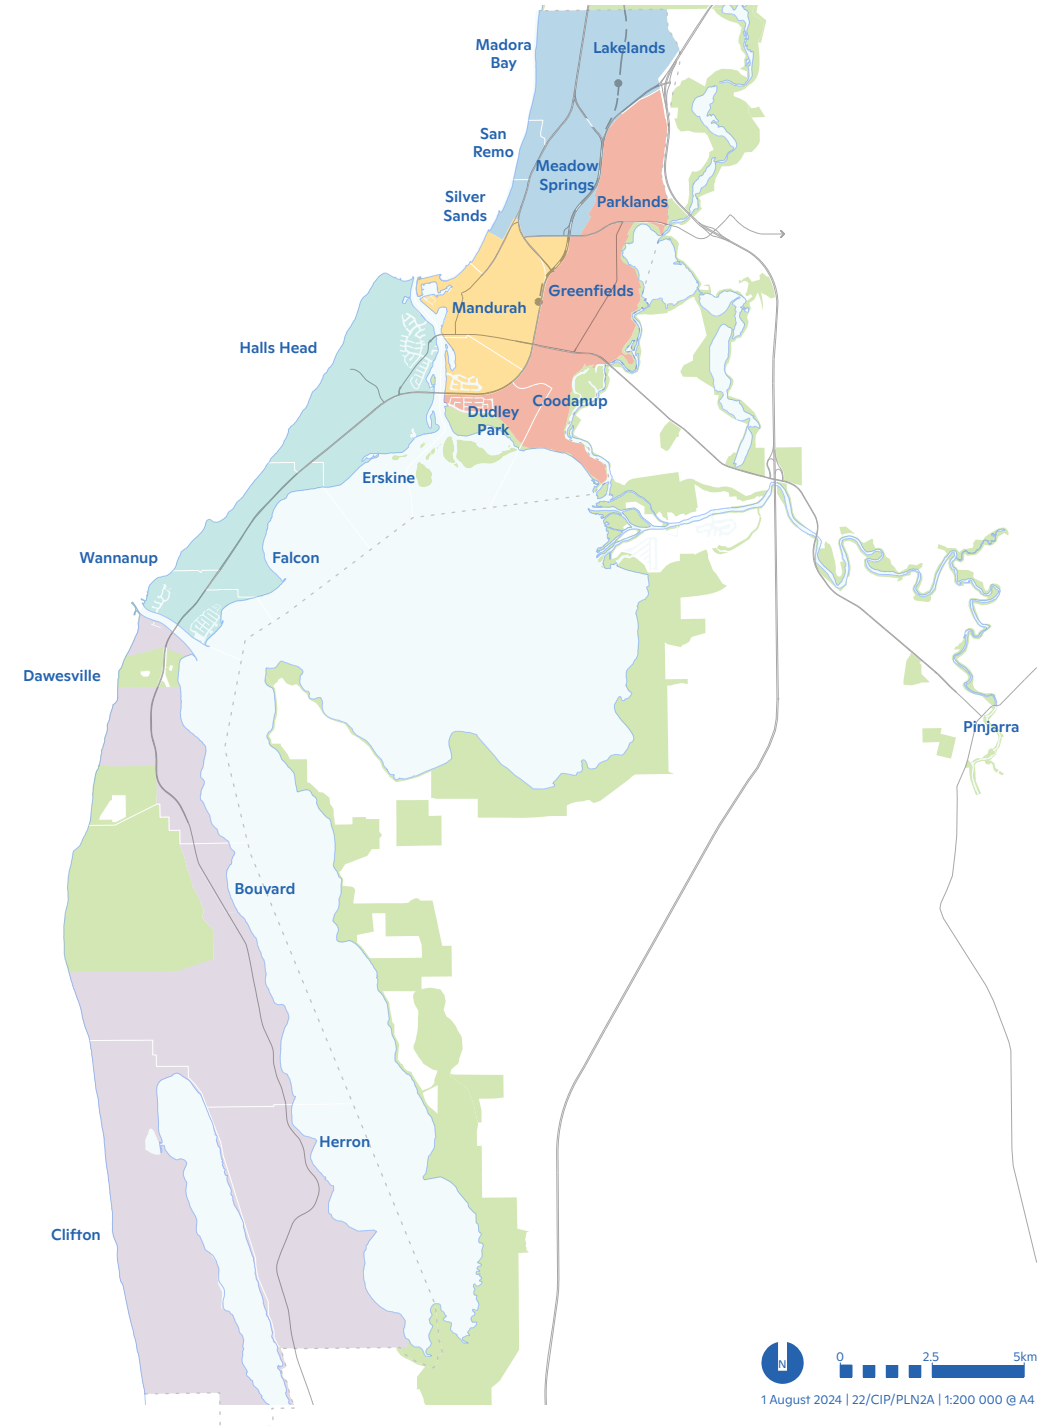 Madora
Bay
Lakelands
San
Remo
Meadow
Springs
Silver
Sands
Parklands
Greenfields
Mandurah
Halls Head
Coodanup
Dudley
Park
Erskine
Wannanup
Falcon
Dawesville
Pinjarra
Bouvard
Herron
Clifton
N
0 2.5 5km
1 August 2024 | 22/CIP/PLN2A | 1:200 000 @ A4